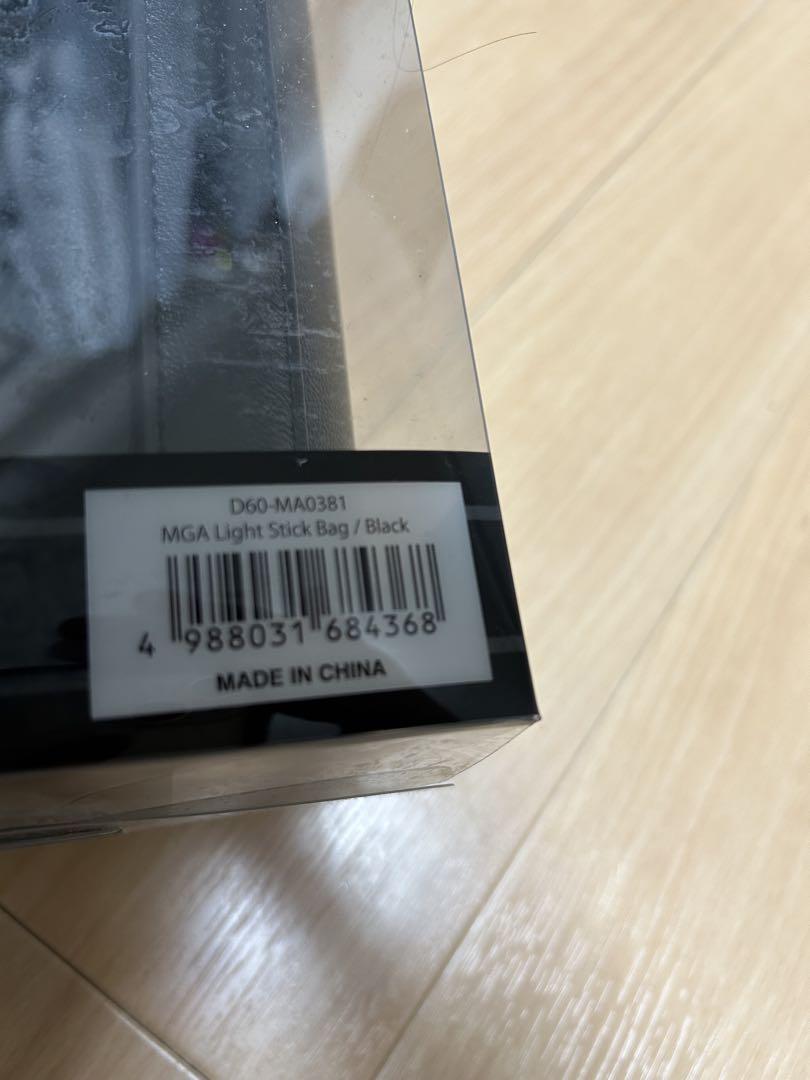 D60-MA0381
MGA Light Stick Bag / Black
4 988031 684368
MADE IN CHINA